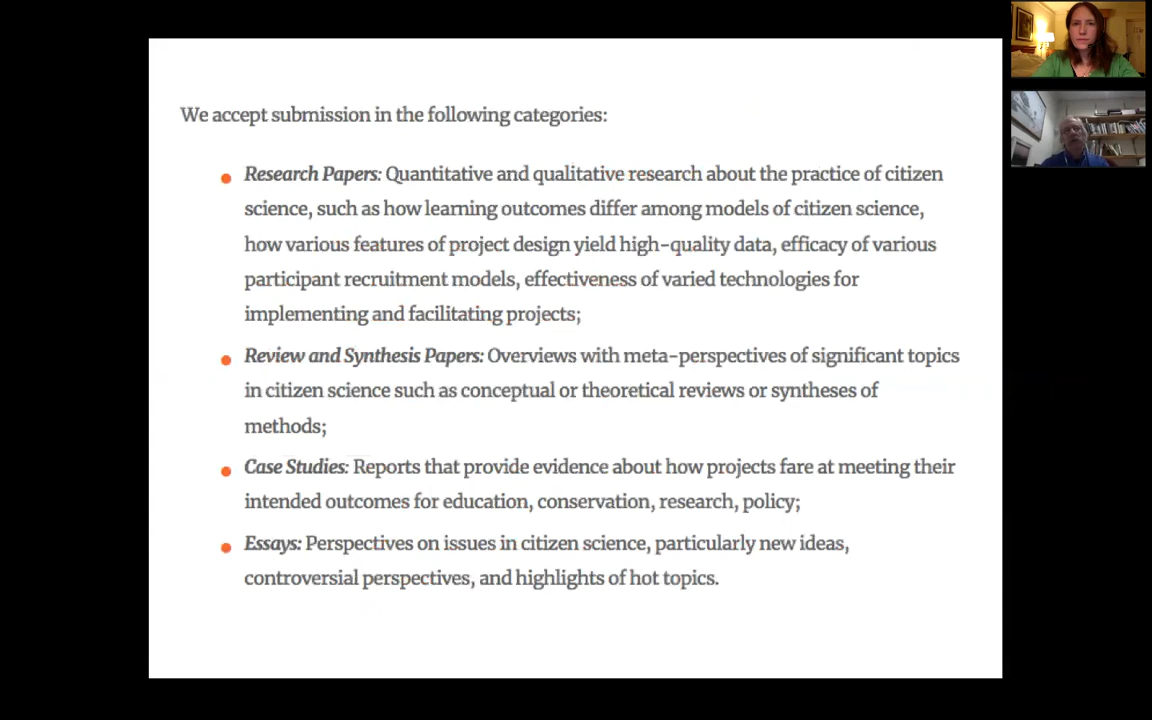 We accept submission in the following categories:
Research Papers: Quantitative and qualitative research about the practice of citizen
science, such as how learning outcomes differ among models of citizen science,
how various features of project design yield high-quality data, efficacy of various
participant recruitment models, effectiveness of varied technologies for
implementing and facilitating projects;
Review and Synthesis Papers: Overviews with meta-perspectives of significant topics
in citizen science such as conceptual or theoretical reviews or syntheses of
methods;
Case Studies: Reports that provide evidence about how projects fare at meeting their
intended outcomes for education, conservation, research, policy;
Essays: Perspectives on issues in citizen science, particularly new ideas,
controversial perspectives, and highlights of hot topics.